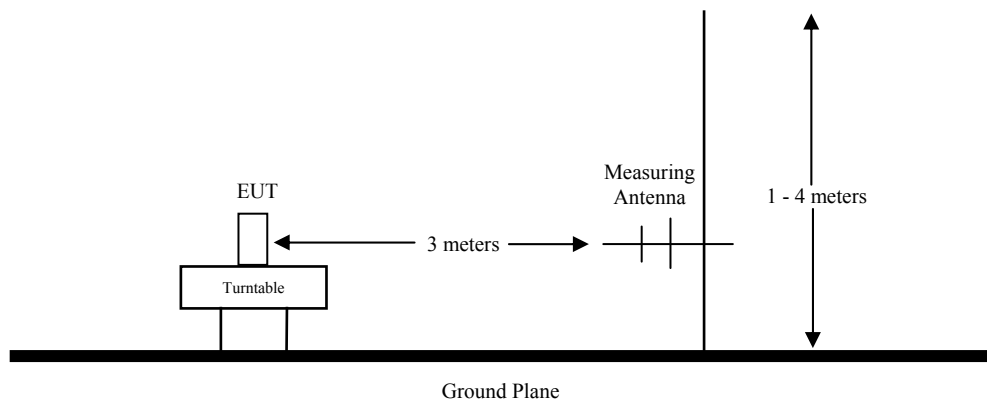 Measuring
Antenna
EUT
1 - 4 meters
3 meters
Turntable
Ground Plane